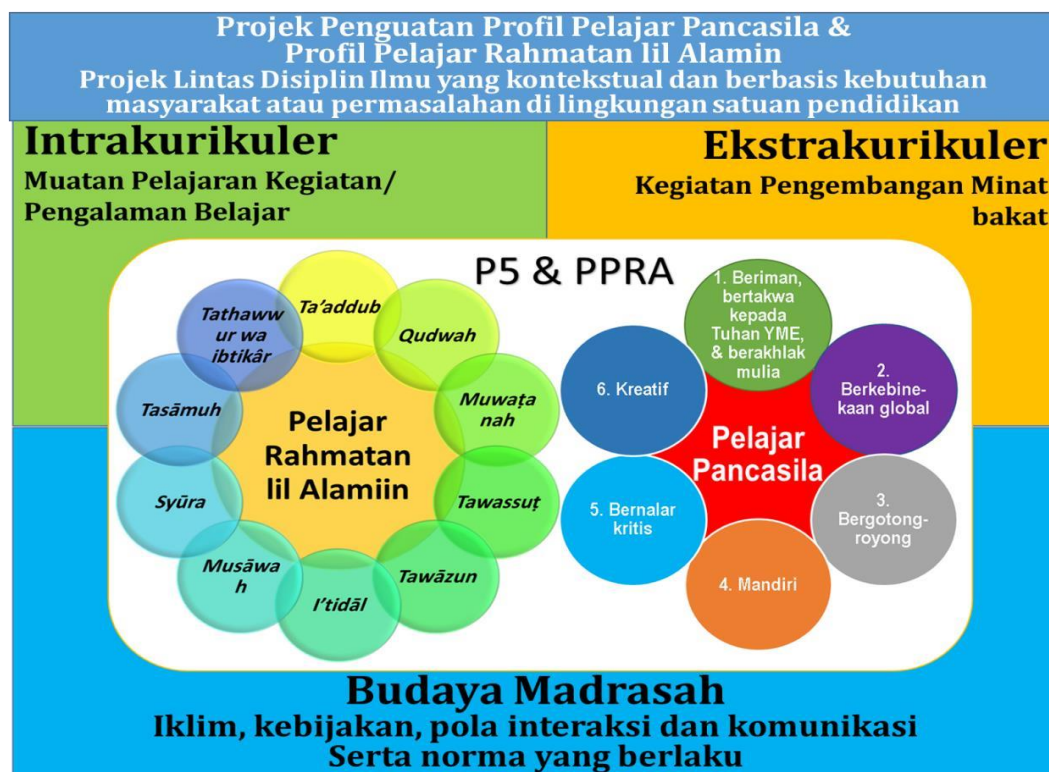 Projek Penguatan Profil Pelajar Pancasila &
Profil Pelajar Rahmatan lil Alamin
Projek Lintas Disiplin Ilmu yang kontekstual dan berbasis kebutuhan
masyarakat atau permasalahan di lingkungan satuan pendidikan
Intrakurikuler
Muatan Pelajaran Kegiatan/
Pengalaman Belajar
Ekstrakurikuler
Kegiatan Pengembangan Minat
bakat
P5 & PPRA
Ta'addub
Qudwah
Muwaṭa
nah
Tawassuṭ
Tawāzun
I'tidāl
Musāwa
h
Syūra
Tasāmuh
Tathaww
ur wa
ibtikâr
Pelajar
Rahmatan
lil Alamiin
1. Beriman,
bertakwa
kepada
Tuhan YME,
& berakhlak
mulia
2.
Berkebine-
kaan global
3.
Bergotong-
royong
4. Mandiri
5. Bernalar
kritis
6. Kreatif
Pelajar
Pancasila
Budaya Madrasah
Iklim, kebijakan, pola interaksi dan komunikasi
Serta norma yang berlaku